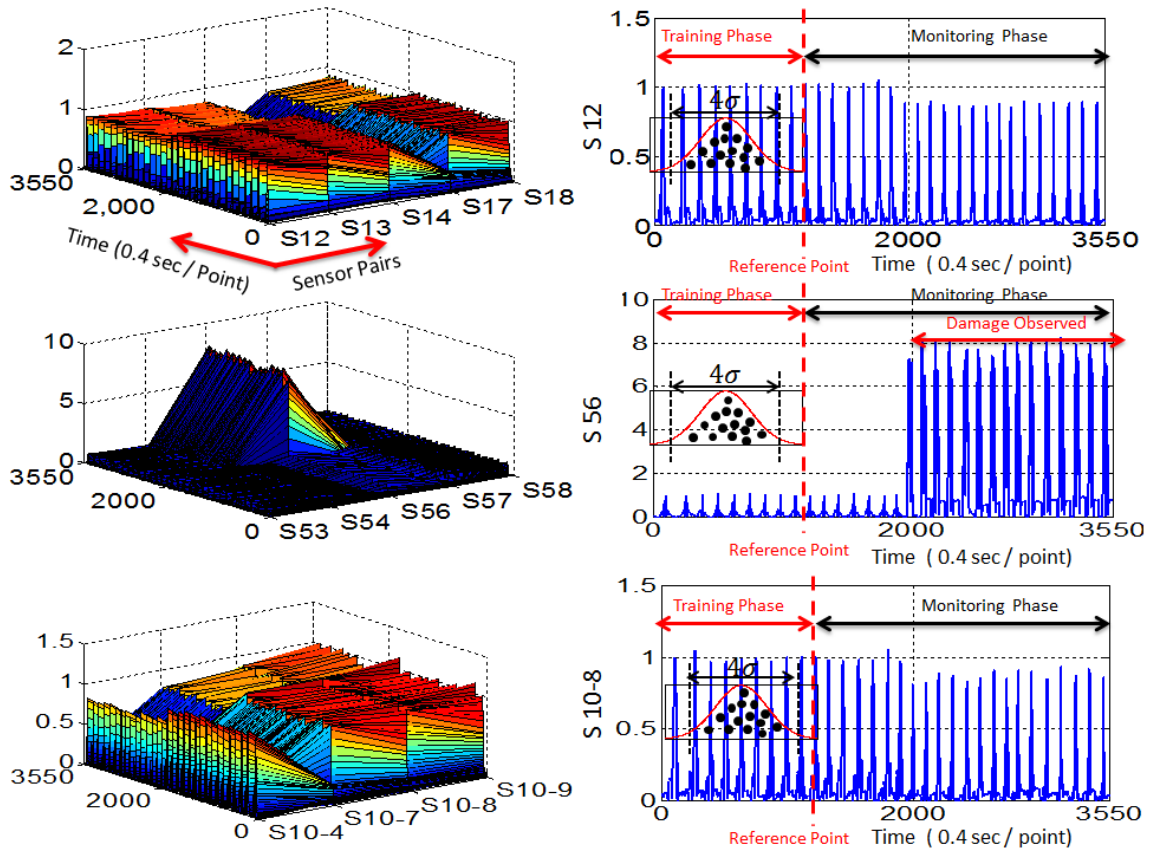 2
1
0
3550
2,000
0
S12
S13
S14
S17
S18
Time (0.4 sec / Point)
Sensor Pairs
1.5
1
0.5
0
S 12
Training Phase
Monitoring Phase
4σ
0
2000
3550
Reference Point
Time ( 0.4 sec / point)
10
5
0
3550
2000
0
S53
S54
S56
S57
S58
10
8
6
4
2
0
S 56
Training Phase
Monitoring Phase
Damage Observed
4σ
0
2000
3550
Reference Point
Time ( 0.4 sec / point)
1.5
1
0.5
0
3550
2000
0
S10-4
S10-7
S10-8
S10-9
1.5
1
0.5
0
S 10-8
Training Phase
Monitoring Phase
4σ
0
2000
3550
Reference Point
Time ( 0.4 sec / point)